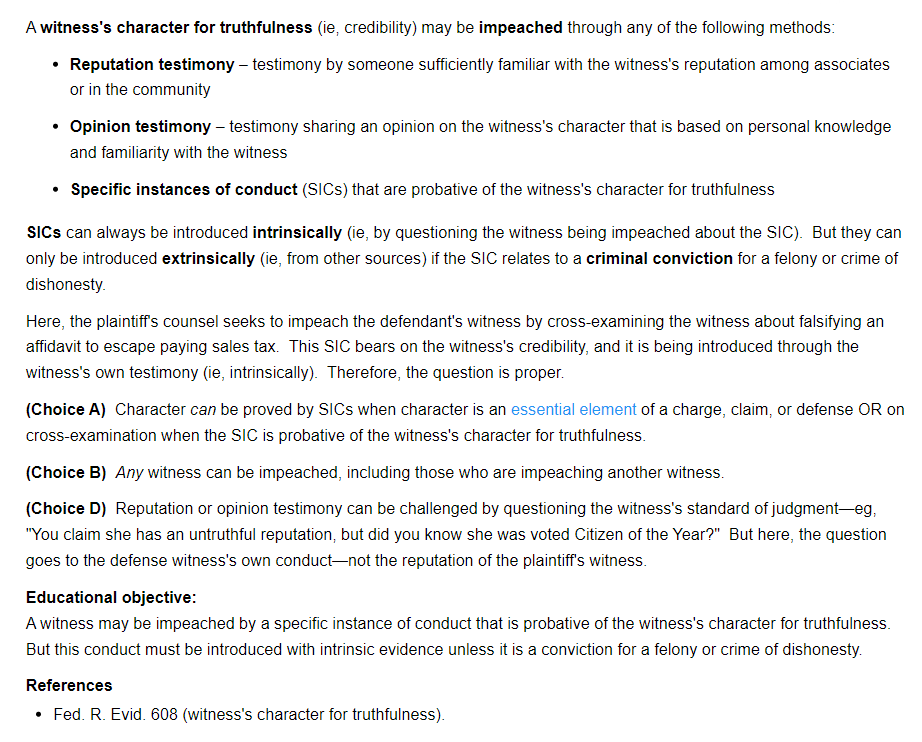 A witness's character for truthfulness (ie, credibility) may be impeached through any of the following methods:
• Reputation testimony – testimony by someone sufficiently familiar with the witness's reputation among associates
or in the community
• Opinion testimony – testimony sharing an opinion on the witness's character that is based on personal knowledge
and familiarity with the witness
• Specific instances of conduct (SICs) that are probative of the witness's character for truthfulness
SICs can always be introduced intrinsically (ie, by questioning the witness being impeached about the SIC).  But they can
only be introduced extrinsically (ie, from other sources) if the SIC relates to a criminal conviction for a felony or crime of
dishonesty.
Here, the plaintiff's counsel seeks to impeach the defendant's witness by cross-examining the witness about falsifying an
affidavit to escape paying sales tax.  This SIC bears on the witness's credibility, and it is being introduced through the
witness's own testimony (ie, intrinsically).  Therefore, the question is proper.
(Choice A)  Character can be proved by SICs when character is an essential element of a charge, claim, or defense OR on
cross-examination when the SIC is probative of the witness's character for truthfulness.
(Choice B)  Any witness can be impeached, including those who are impeaching another witness.
(Choice D)  Reputation or opinion testimony can be challenged by questioning the witness's standard of judgment—eg,
"You claim she has an untruthful reputation, but did you know she was voted Citizen of the Year?"  But here, the question
goes to the defense witness's own conduct—not the reputation of the plaintiff's witness.
Educational objective:
A witness may be impeached by a specific instance of conduct that is probative of the witness's character for truthfulness.
But this conduct must be introduced with intrinsic evidence unless it is a conviction for a felony or crime of dishonesty.
References
• Fed. R. Evid. 608 (witness's character for truthfulness).